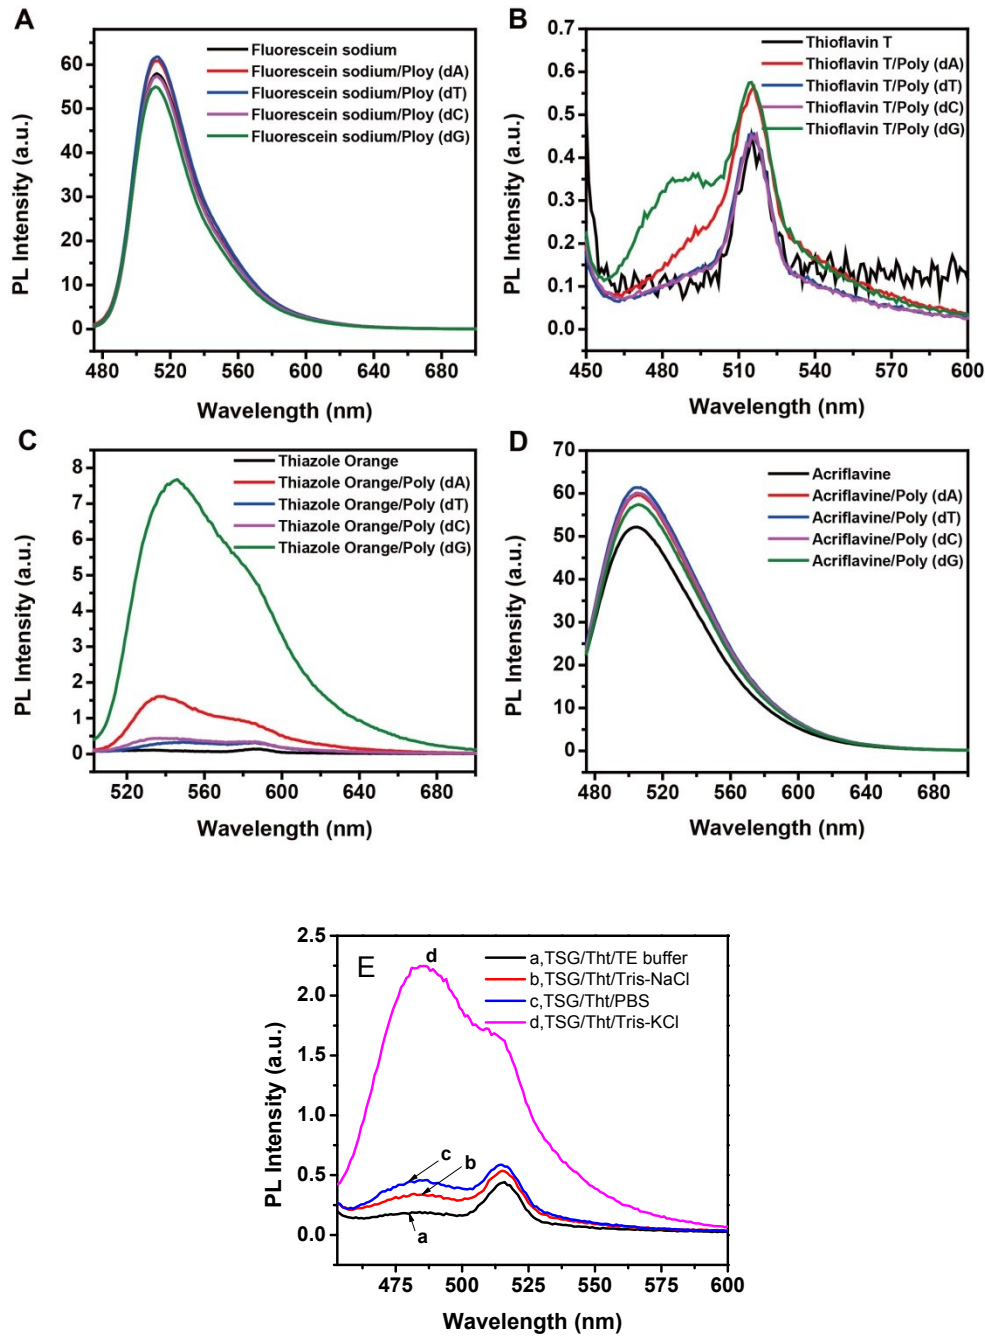 A
Fluorescein sodium
Fluorescein sodium/Ploy (dA)
Fluorescein sodium/Ploy (dT)
Fluorescein sodium/Ploy (dC)
Fluorescein sodium/Ploy (dG)
60
50
40
30
20
10
0
PL Intensity (a.u.)
480 520 560 600 640 680
Wavelength (nm)
B
Thioflavin T
Thioflavin T/Poly (dA)
Thioflavin T/Poly (dT)
Thioflavin T/Poly (dC)
Thioflavin T/Poly (dG)
0.7
0.6
0.5
0.4
0.3
0.2
0.1
0.0
PL Intensity (a.u.)
450 480 510 540 570 600
Wavelength (nm)
C
Thiazole Orange
Thiazole Orange/Poly (dA)
Thiazole Orange/Poly (dT)
Thiazole Orange/Poly (dC)
Thiazole Orange/Poly (dG)
8
7
6
5
4
3
2
1
0
PL Intensity (a.u.)
520 560 600 640 680
Wavelength (nm)
D
Acriflavine
Acriflavine/Poly (dA)
Acriflavine/Poly (dT)
Acriflavine/Poly (dC)
Acriflavine/Poly (dG)
70
60
50
40
30
20
10
0
PL Intensity (a.u.)
480 520 560 600 640 680
Wavelength (nm)
E
a,TSG/Tht/TE buffer
b,TSG/Tht/Tris-NaCl
c,TSG/Tht/PBS
d,TSG/Tht/Tris-KCl
d
c
b
a
2.5
2.0
1.5
1.0
0.5
0.0
PL Intensity (a.u.)
475 500 525 550 575 600
Wavelength (nm)